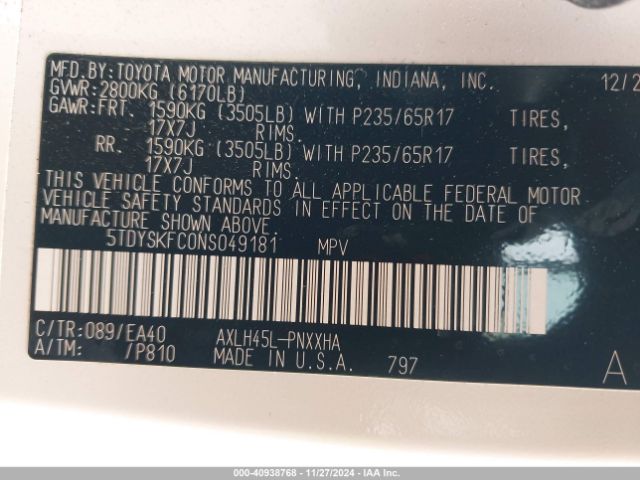 MFD.BY:TOYOTA MOTOR MANUFACTURING, INDIANA, INC. 12/2
GVWR:2800KG (6170LB)
GAWR:FRT. 1590KG (3505LB) WITH P235/65R17 TIRES,
17X7J RIMS.
RR. 1590KG (3505LB) WITH P235/65R17 TIRES,
17X7J RIMS.
THIS VEHICLE CONFORMS TO ALL APPLICABLE FEDERAL MOTOR
VEHICLE SAFETY STANDARDS IN EFFECT ON THE DATE OF
MANUFACTURE SHOWN ABOVE.
5TDYSKFC0NS049181 MPV
C/TR:089/EA40 AXLH45L-PNXXHA
A/TM: /P810 MADE IN U.S.A. 797 A
000-40938768 - 11/27/2024 - IAA, Inc.